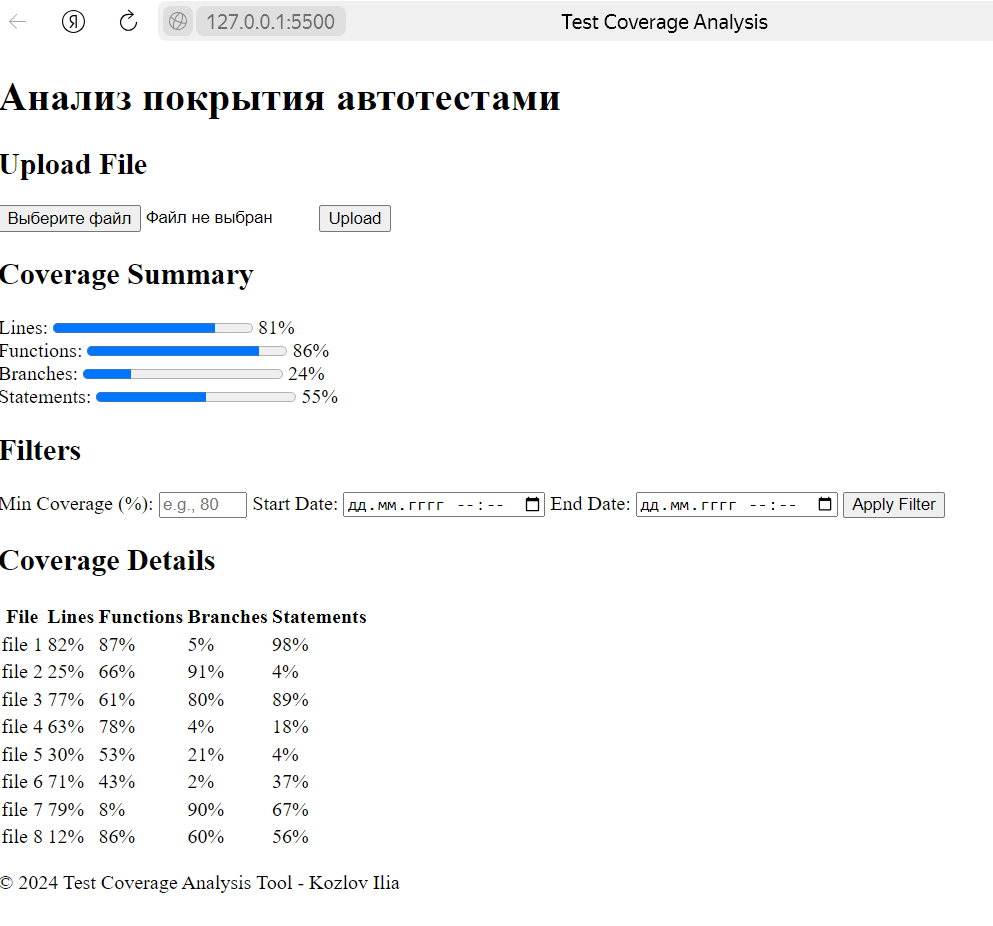 127.0.0.1:5500 Test Coverage Analysis
Анализ покрытия автотестами
Upload File
Выберите файл Файл не выбран Upload
Coverage Summary
Lines: 81%
Functions: 86%
Branches: 24%
Statements: 55%
Filters
Min Coverage (%): e.g., 80 Start Date: дд.мм.гггг --:-- End Date: дд.мм.гггг --:-- Apply Filter
Coverage Details
File Lines Functions Branches Statements
file 1 82% 87% 5% 98%
file 2 25% 66% 91% 4%
file 3 77% 61% 80% 89%
file 4 63% 78% 4% 18%
file 5 30% 53% 21% 4%
file 6 71% 43% 2% 37%
file 7 79% 8% 90% 67%
file 8 12% 86% 60% 56%
© 2024 Test Coverage Analysis Tool - Kozlov Ilia